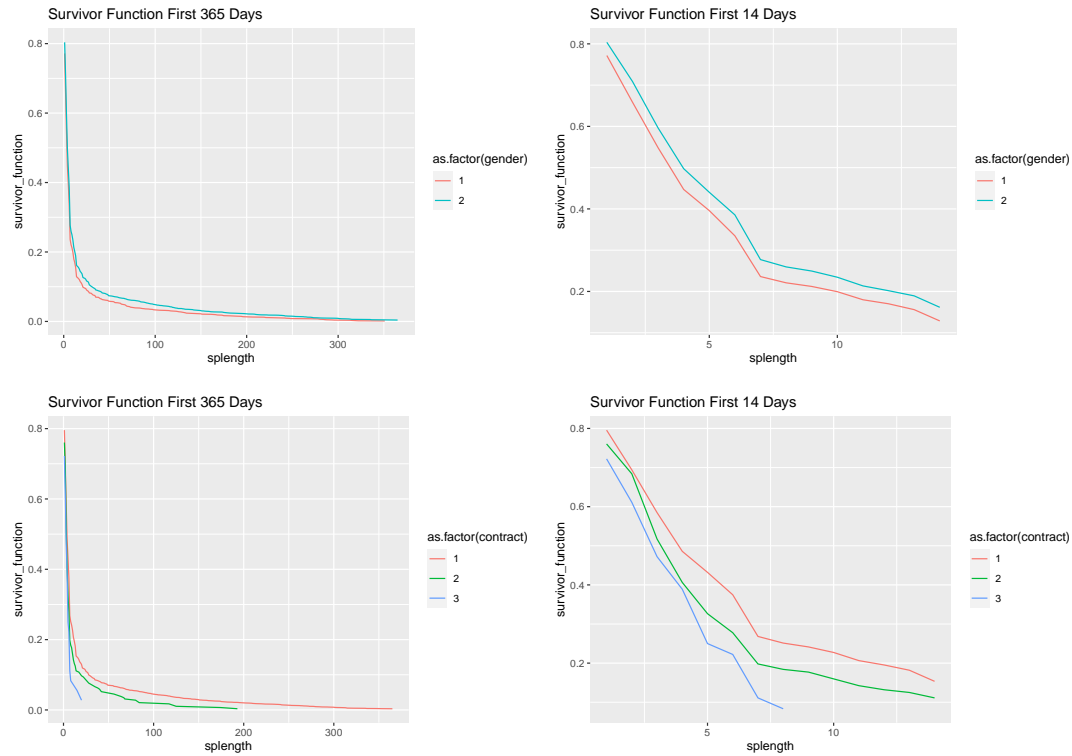 Survivor Function First 365 Days
0.8
0.6
0.4
0.2
0.0
survivor_function
0
100
200
300
splength
as.factor(gender)
1
2
Survivor Function First 14 Days
0.8
0.6
0.4
0.2
survivor_function
5
10
splength
as.factor(gender)
1
2
Survivor Function First 365 Days
0.8
0.6
0.4
0.2
0.0
survivor_function
0
100
200
300
splength
as.factor(contract)
1
2
3
Survivor Function First 14 Days
0.8
0.6
0.4
0.2
survivor_function
5
10
splength
as.factor(contract)
1
2
3